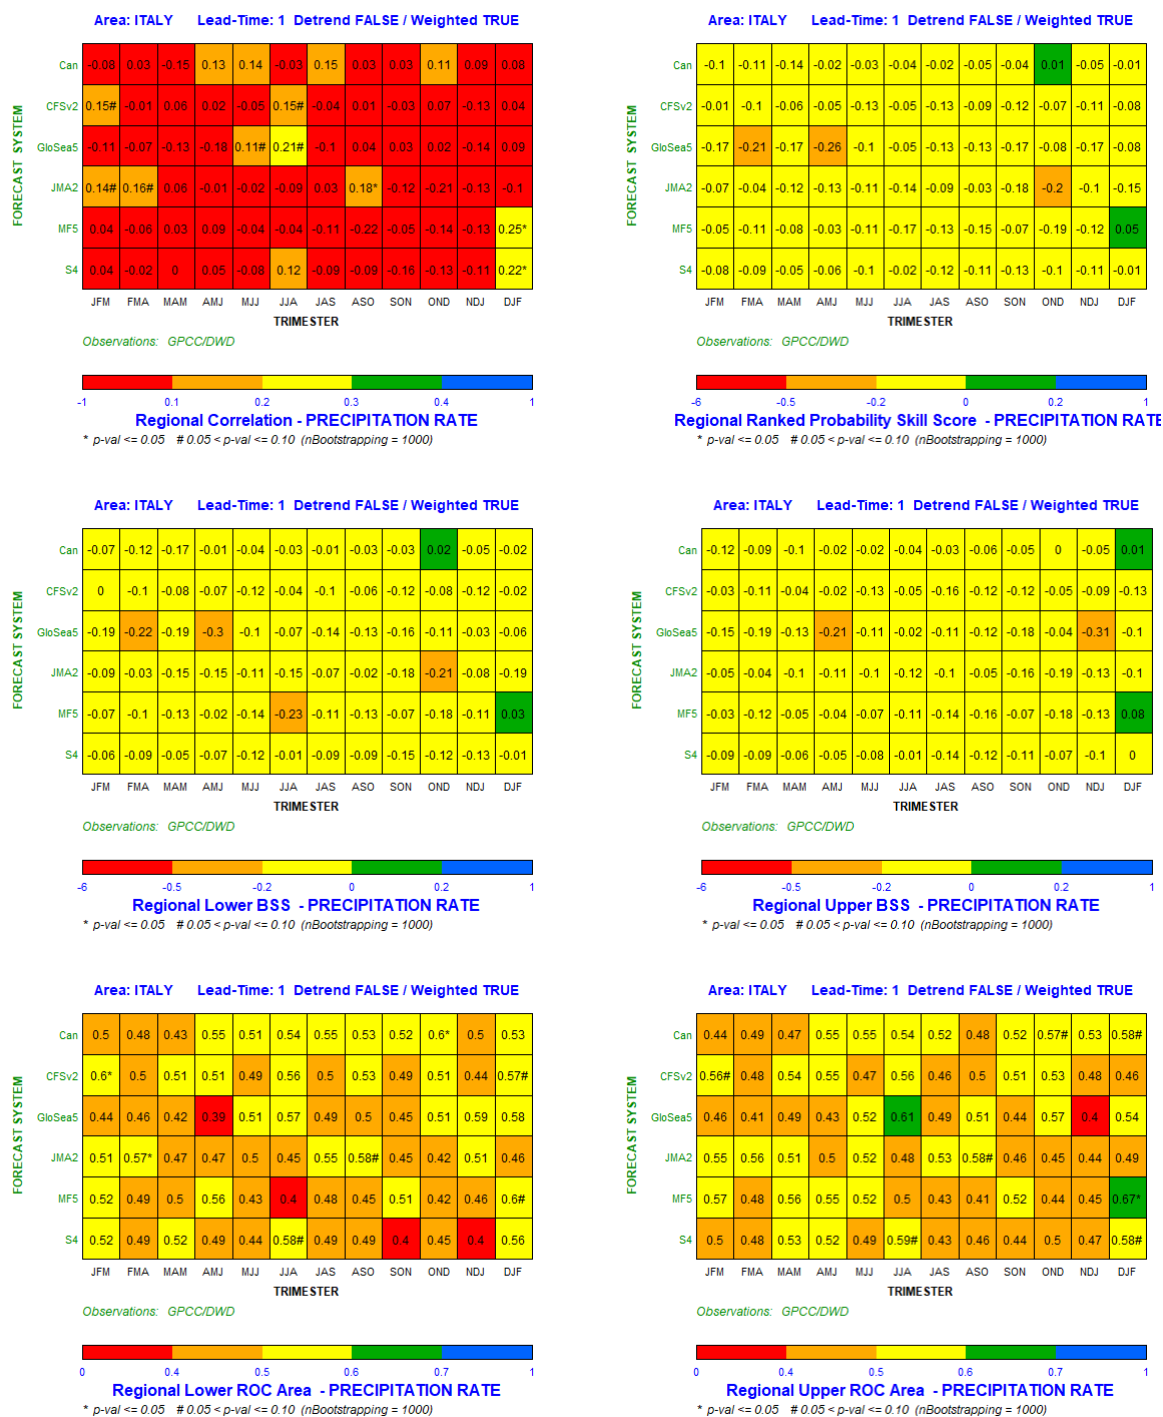 Area: ITALY Lead-Time: 1 Detrend FALSE / Weighted TRUE
FORECAST SYSTEM
Can -0.08 0.03 -0.15 0.13 0.14 -0.03 0.15 0.03 0.03 0.11 0.09 0.08
CFSv2 0.15# -0.01 0.06 0.02 -0.05 0.15# -0.04 0.01 -0.03 0.07 -0.13 0.04
GloSea5 -0.11 -0.07 -0.13 -0.18 0.11# 0.21# -0.1 0.04 0.03 0.02 -0.14 0.09
JMA2 0.14# 0.16# 0.06 -0.01 -0.02 -0.09 0.03 0.18* -0.12 -0.21 -0.13 -0.1
MF5 0.04 -0.06 0.03 0.09 -0.04 -0.04 -0.11 -0.22 -0.05 -0.14 -0.13 0.25*
S4 0.04 -0.02 0 0.05 -0.08 0.12 -0.09 -0.09 -0.16 -0.13 -0.11 0.22*
JFM FMA MAM AMJ MJJ JJA JAS ASO SON OND NDJ DJF
TRIMESTER
Observations: GPCC/DWD
-1 0.1 0.2 0.3 0.4 1
Regional Correlation - PRECIPITATION RATE
* p-val <= 0.05 # 0.05 < p-val <= 0.10 (nBootstrapping = 1000)
Area: ITALY Lead-Time: 1 Detrend FALSE / Weighted TRUE
FORECAST SYSTEM
Can -0.1 -0.11 -0.14 -0.02 -0.03 -0.04 -0.02 -0.05 -0.04 0.01 -0.05 -0.01
CFSv2 -0.01 -0.1 -0.06 -0.05 -0.13 -0.05 -0.13 -0.09 -0.12 -0.07 -0.11 -0.08
GloSea5 -0.17 -0.21 -0.17 -0.26 -0.1 -0.05 -0.13 -0.13 -0.17 -0.08 -0.17 -0.08
JMA2 -0.07 -0.04 -0.12 -0.13 -0.11 -0.14 -0.09 -0.03 -0.18 -0.2 -0.1 -0.15
MF5 -0.05 -0.11 -0.08 -0.03 -0.11 -0.17 -0.13 -0.15 -0.07 -0.19 -0.12 0.05
S4 -0.08 -0.09 -0.05 -0.06 -0.1 -0.02 -0.12 -0.11 -0.13 -0.1 -0.11 -0.01
JFM FMA MAM AMJ MJJ JJA JAS ASO SON OND NDJ DJF
TRIMESTER
Observations: GPCC/DWD
-6 -0.5 -0.2 0 0.2 1
Regional Ranked Probability Skill Score - PRECIPITATION RATE
* p-val <= 0.05 # 0.05 < p-val <= 0.10 (nBootstrapping = 1000)
Area: ITALY Lead-Time: 1 Detrend FALSE / Weighted TRUE
FORECAST SYSTEM
Can -0.07 -0.12 -0.17 -0.01 -0.04 -0.03 -0.01 -0.03 -0.03 0.02 -0.05 -0.02
CFSv2 0 -0.1 -0.08 -0.07 -0.12 -0.04 -0.1 -0.06 -0.12 -0.08 -0.12 -0.02
GloSea5 -0.19 -0.22 -0.19 -0.3 -0.1 -0.07 -0.14 -0.13 -0.16 -0.11 -0.03 -0.06
JMA2 -0.09 -0.03 -0.15 -0.15 -0.11 -0.15 -0.07 -0.02 -0.18 -0.21 -0.08 -0.19
MF5 -0.07 -0.1 -0.13 -0.02 -0.14 -0.23 -0.11 -0.13 -0.07 -0.18 -0.11 0.03
S4 -0.06 -0.09 -0.05 -0.07 -0.12 -0.01 -0.09 -0.09 -0.15 -0.12 -0.13 -0.01
JFM FMA MAM AMJ MJJ JJA JAS ASO SON OND NDJ DJF
TRIMESTER
Observations: GPCC/DWD
-6 -0.5 -0.2 0 0.2 1
Regional Lower BSS - PRECIPITATION RATE
* p-val <= 0.05 # 0.05 < p-val <= 0.10 (nBootstrapping = 1000)
Area: ITALY Lead-Time: 1 Detrend FALSE / Weighted TRUE
FORECAST SYSTEM
Can -0.12 -0.09 -0.1 -0.02 -0.02 -0.04 -0.03 -0.06 -0.05 0 -0.05 0.01
CFSv2 -0.03 -0.11 -0.04 -0.02 -0.13 -0.05 -0.16 -0.12 -0.12 -0.05 -0.09 -0.13
GloSea5 -0.15 -0.19 -0.13 -0.21 -0.11 -0.02 -0.11 -0.12 -0.18 -0.04 -0.31 -0.1
JMA2 -0.05 -0.04 -0.1 -0.11 -0.1 -0.12 -0.1 -0.05 -0.16 -0.19 -0.13 -0.1
MF5 -0.03 -0.12 -0.05 -0.04 -0.07 -0.11 -0.14 -0.16 -0.07 -0.18 -0.13 0.08
S4 -0.09 -0.09 -0.06 -0.05 -0.08 -0.01 -0.14 -0.12 -0.11 -0.07 -0.1 0
JFM FMA MAM AMJ MJJ JJA JAS ASO SON OND NDJ DJF
TRIMESTER
Observations: GPCC/DWD
-6 -0.5 -0.2 0 0.2 1
Regional Upper BSS - PRECIPITATION RATE
* p-val <= 0.05 # 0.05 < p-val <= 0.10 (nBootstrapping = 1000)
Area: ITALY Lead-Time: 1 Detrend FALSE / Weighted TRUE
FORECAST SYSTEM
Can 0.5 0.48 0.43 0.55 0.51 0.54 0.55 0.53 0.52 0.6* 0.5 0.53
CFSv2 0.6* 0.5 0.51 0.51 0.49 0.56 0.5 0.53 0.49 0.51 0.44 0.57#
GloSea5 0.44 0.46 0.42 0.39 0.51 0.57 0.49 0.5 0.45 0.51 0.59 0.58
JMA2 0.51 0.57* 0.47 0.47 0.5 0.45 0.55 0.58# 0.45 0.42 0.51 0.46
MF5 0.52 0.49 0.5 0.56 0.43 0.4 0.48 0.45 0.51 0.42 0.46 0.6#
S4 0.52 0.49 0.52 0.49 0.44 0.58# 0.49 0.49 0.4 0.45 0.4 0.56
JFM FMA MAM AMJ MJJ JJA JAS ASO SON OND NDJ DJF
TRIMESTER
Observations: GPCC/DWD
0 0.4 0.5 0.6 0.7 1
Regional Lower ROC Area - PRECIPITATION RATE
* p-val <= 0.05 # 0.05 < p-val <= 0.10 (nBootstrapping = 1000)
Area: ITALY Lead-Time: 1 Detrend FALSE / Weighted TRUE
FORECAST SYSTEM
Can 0.44 0.49 0.47 0.55 0.55 0.54 0.52 0.48 0.52 0.57# 0.53 0.58#
CFSv2 0.56# 0.48 0.54 0.55 0.47 0.56 0.46 0.5 0.51 0.53 0.48 0.46
GloSea5 0.46 0.41 0.49 0.43 0.52 0.61 0.49 0.51 0.44 0.57 0.4 0.54
JMA2 0.55 0.56 0.51 0.5 0.52 0.48 0.53 0.58# 0.46 0.45 0.44 0.49
MF5 0.57 0.48 0.56 0.55 0.52 0.5 0.43 0.41 0.52 0.44 0.45 0.67*
S4 0.5 0.48 0.53 0.52 0.49 0.59# 0.43 0.46 0.44 0.5 0.47 0.58#
JFM FMA MAM AMJ MJJ JJA JAS ASO SON OND NDJ DJF
TRIMESTER
Observations: GPCC/DWD
0 0.4 0.5 0.6 0.7 1
Regional Upper ROC Area - PRECIPITATION RATE
* p-val <= 0.05 # 0.05 < p-val <= 0.10 (nBootstrapping = 1000)